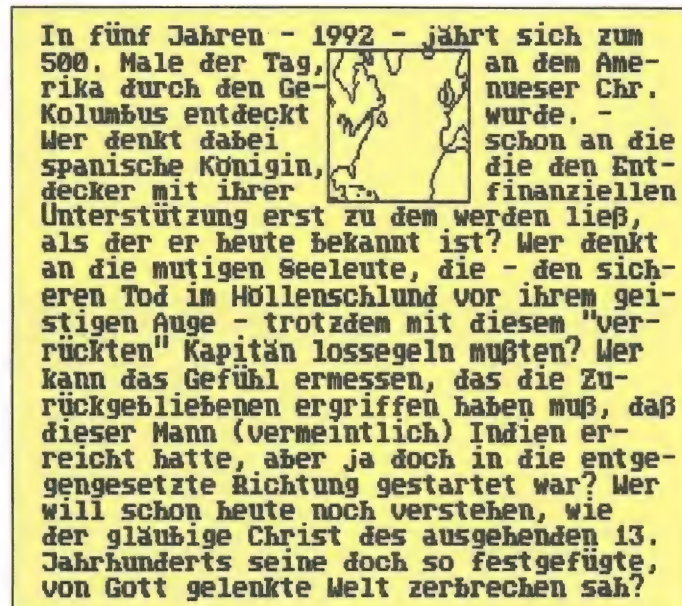 In fünf Jahren - 1992 - jährt sich zum
500. Male der Tag, an dem Ame-
rika durch den Ge- nueser Chr.
Kolumbus entdeckt wurde. -
Wer denkt dabei schon an die
spanische Königin, die den Ent-
decker mit ihrer finanziellen
Unterstützung erst zu dem werden ließ,
als der er heute bekannt ist? Wer denkt
an die mutigen Seeleute, die - den sich-
eren Tod im Höllenschlund vor ihrem gei-
stigen Auge - trotzdem mit diesem "ver-
rückten" Kapitän lossegeln mußten? Wer
kann das Gefühl ermessen, das die Zu-
rückgebliebenen ergriffen haben muß, daß
dieser Mann (vermeintlich) Indien er-
reicht hatte, aber ja doch in die entge-
gengesetzte Richtung gestartet war? Wer
will schon heute noch verstehen, wie
der gläubige Christ des ausgehenden 13.
Jahrhunderts seine doch so festgefügte,
von Gott gelenkte Welt zerbrechen sah?